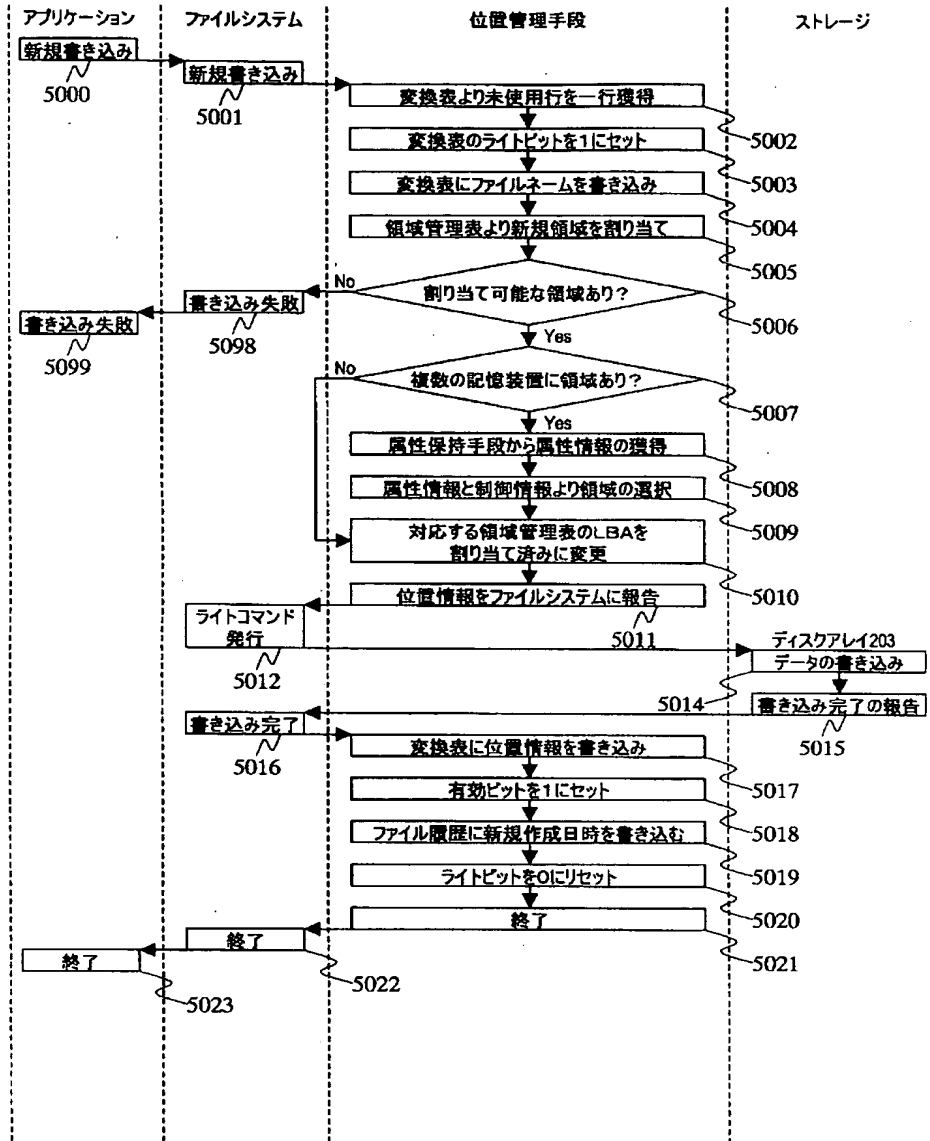 アプリケーション
ファイルシステム
位置管理手段
ストレージ
新規書き込み
5000
新規書き込み
5001
変換表より未使用行を一行獲得
5002
変換表のライトビットを1にセット
5003
変換表にファイルネームを書き込み
5004
領域管理表より新規領域を割り当て
5005
割り当て可能な領域あり?
5006
No
書き込み失敗
5098
書き込み失敗
5099
Yes
複数の記憶装置に領域あり?
5007
No
Yes
属性保持手段から属性情報の獲得
5008
属性情報と制御情報より領域の選択
5009
対応する領域管理表のLBAを
割り当て済みに変更
5010
位置情報をファイルシステムに報告
5011
ライトコマンド
発行
5012
ディスクアレイ203
データの書き込み
5014
書き込み完了の報告
5015
書き込み完了
5016
変換表に位置情報を書き込み
5017
有効ビットを1にセット
5018
ファイル履歴に新規作成日時を書き込む
5019
ライトビットを0にリセット
5020
終了
5021
終了
5022
終了
5023